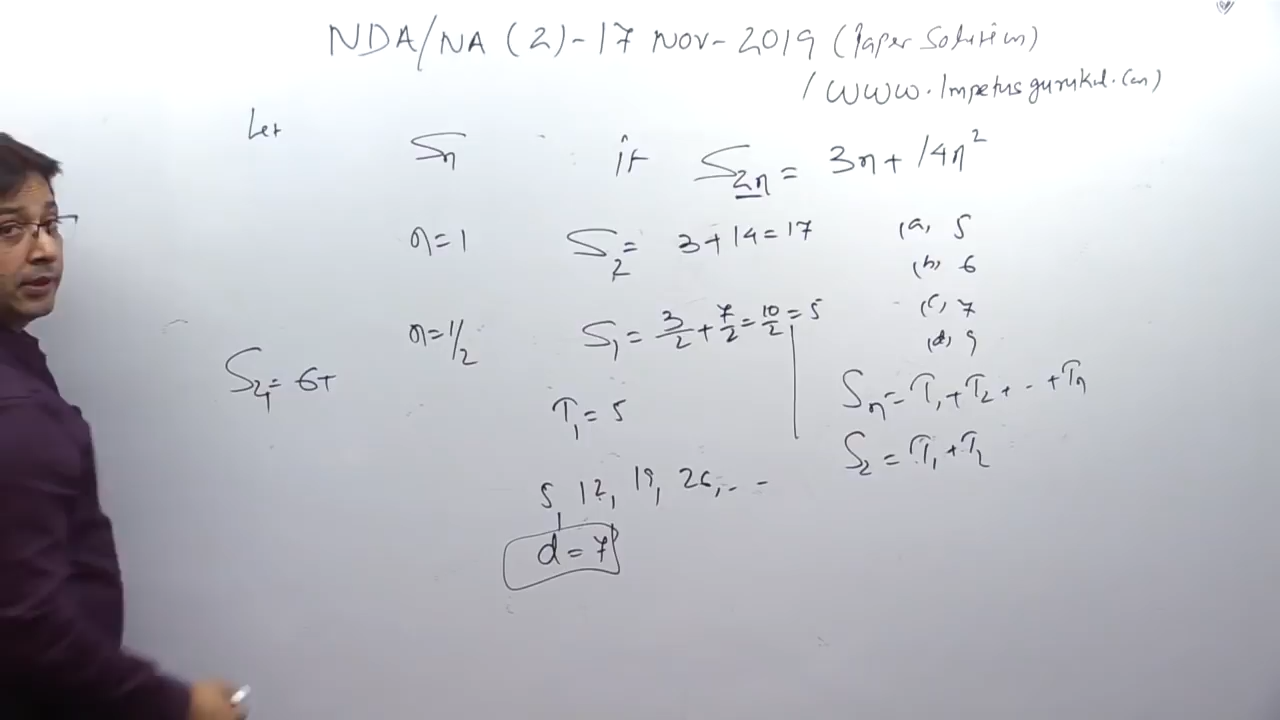 NDA/NA (2) - 17 Nov - 2019 (Paper Solution)
/ www.Impetusgurukul.com)
Let Sₙ if S₂ₙ = 3n + 14n²
n=1 S₂ = 3+14=17 (a) 5
(b) 6
n=1/2 S₁ = 3/2 + 7/2 = 10/2 = 5 (c) 7
(d) 9
S₄ = 6+
T₁ = 5 Sₙ = T₁ + T₂ + - - + Tₙ
S₂ = T₁ + T₂
5, 12, 19, 26, - -
d = 7